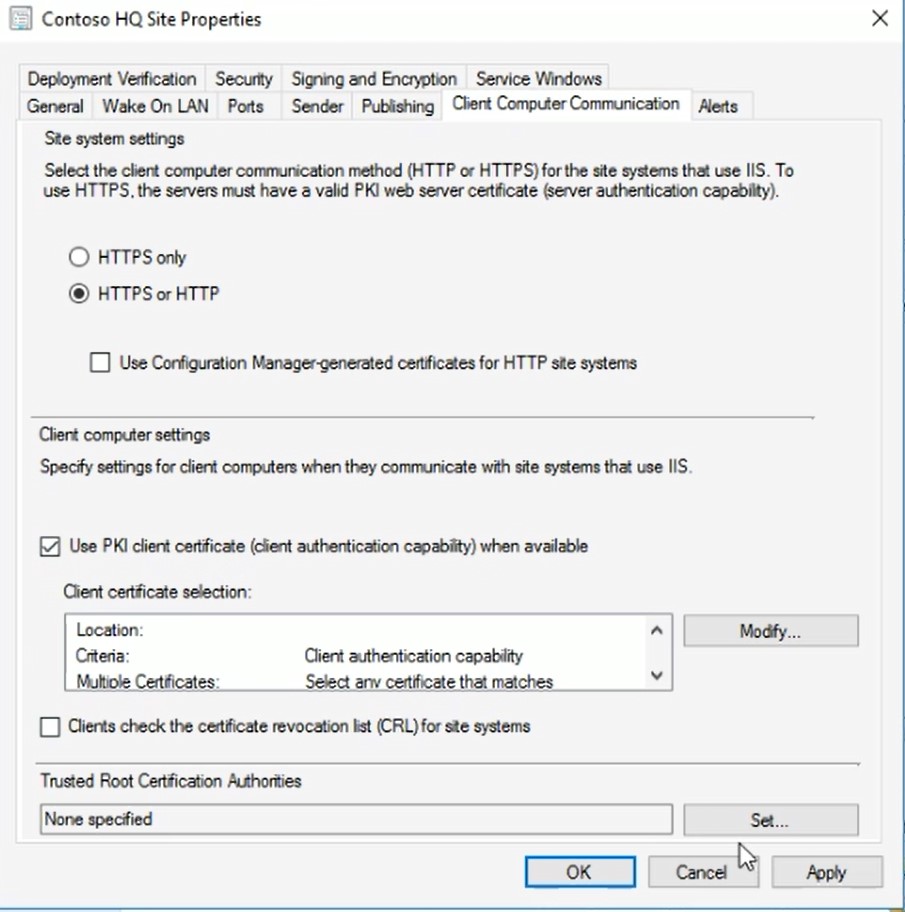 Contoso HQ Site Properties
Deployment Verification Security Signing and Encryption Service Windows
General Wake On LAN Ports Sender Publishing Client Computer Communication Alerts
Site system settings
Select the client computer communication method (HTTP or HTTPS) for the site systems that use IIS. To
use HTTPS, the servers must have a valid PKI web server certificate (server authentication capability).
HTTPS only
HTTPS or HTTP
Use Configuration Manager-generated certificates for HTTP site systems
Client computer settings
Specify settings for client computers when they communicate with site systems that use IIS.
Use PKI client certificate (client authentication capability) when available
Client certificate selection:
Location:
Modify...
Criteria: Client authentication capability
Multiple Certificates: Select any certificate that matches
Clients check the certificate revocation list (CRL) for site systems
Trusted Root Certification Authorities
None specified Set...
OK Cancel Apply